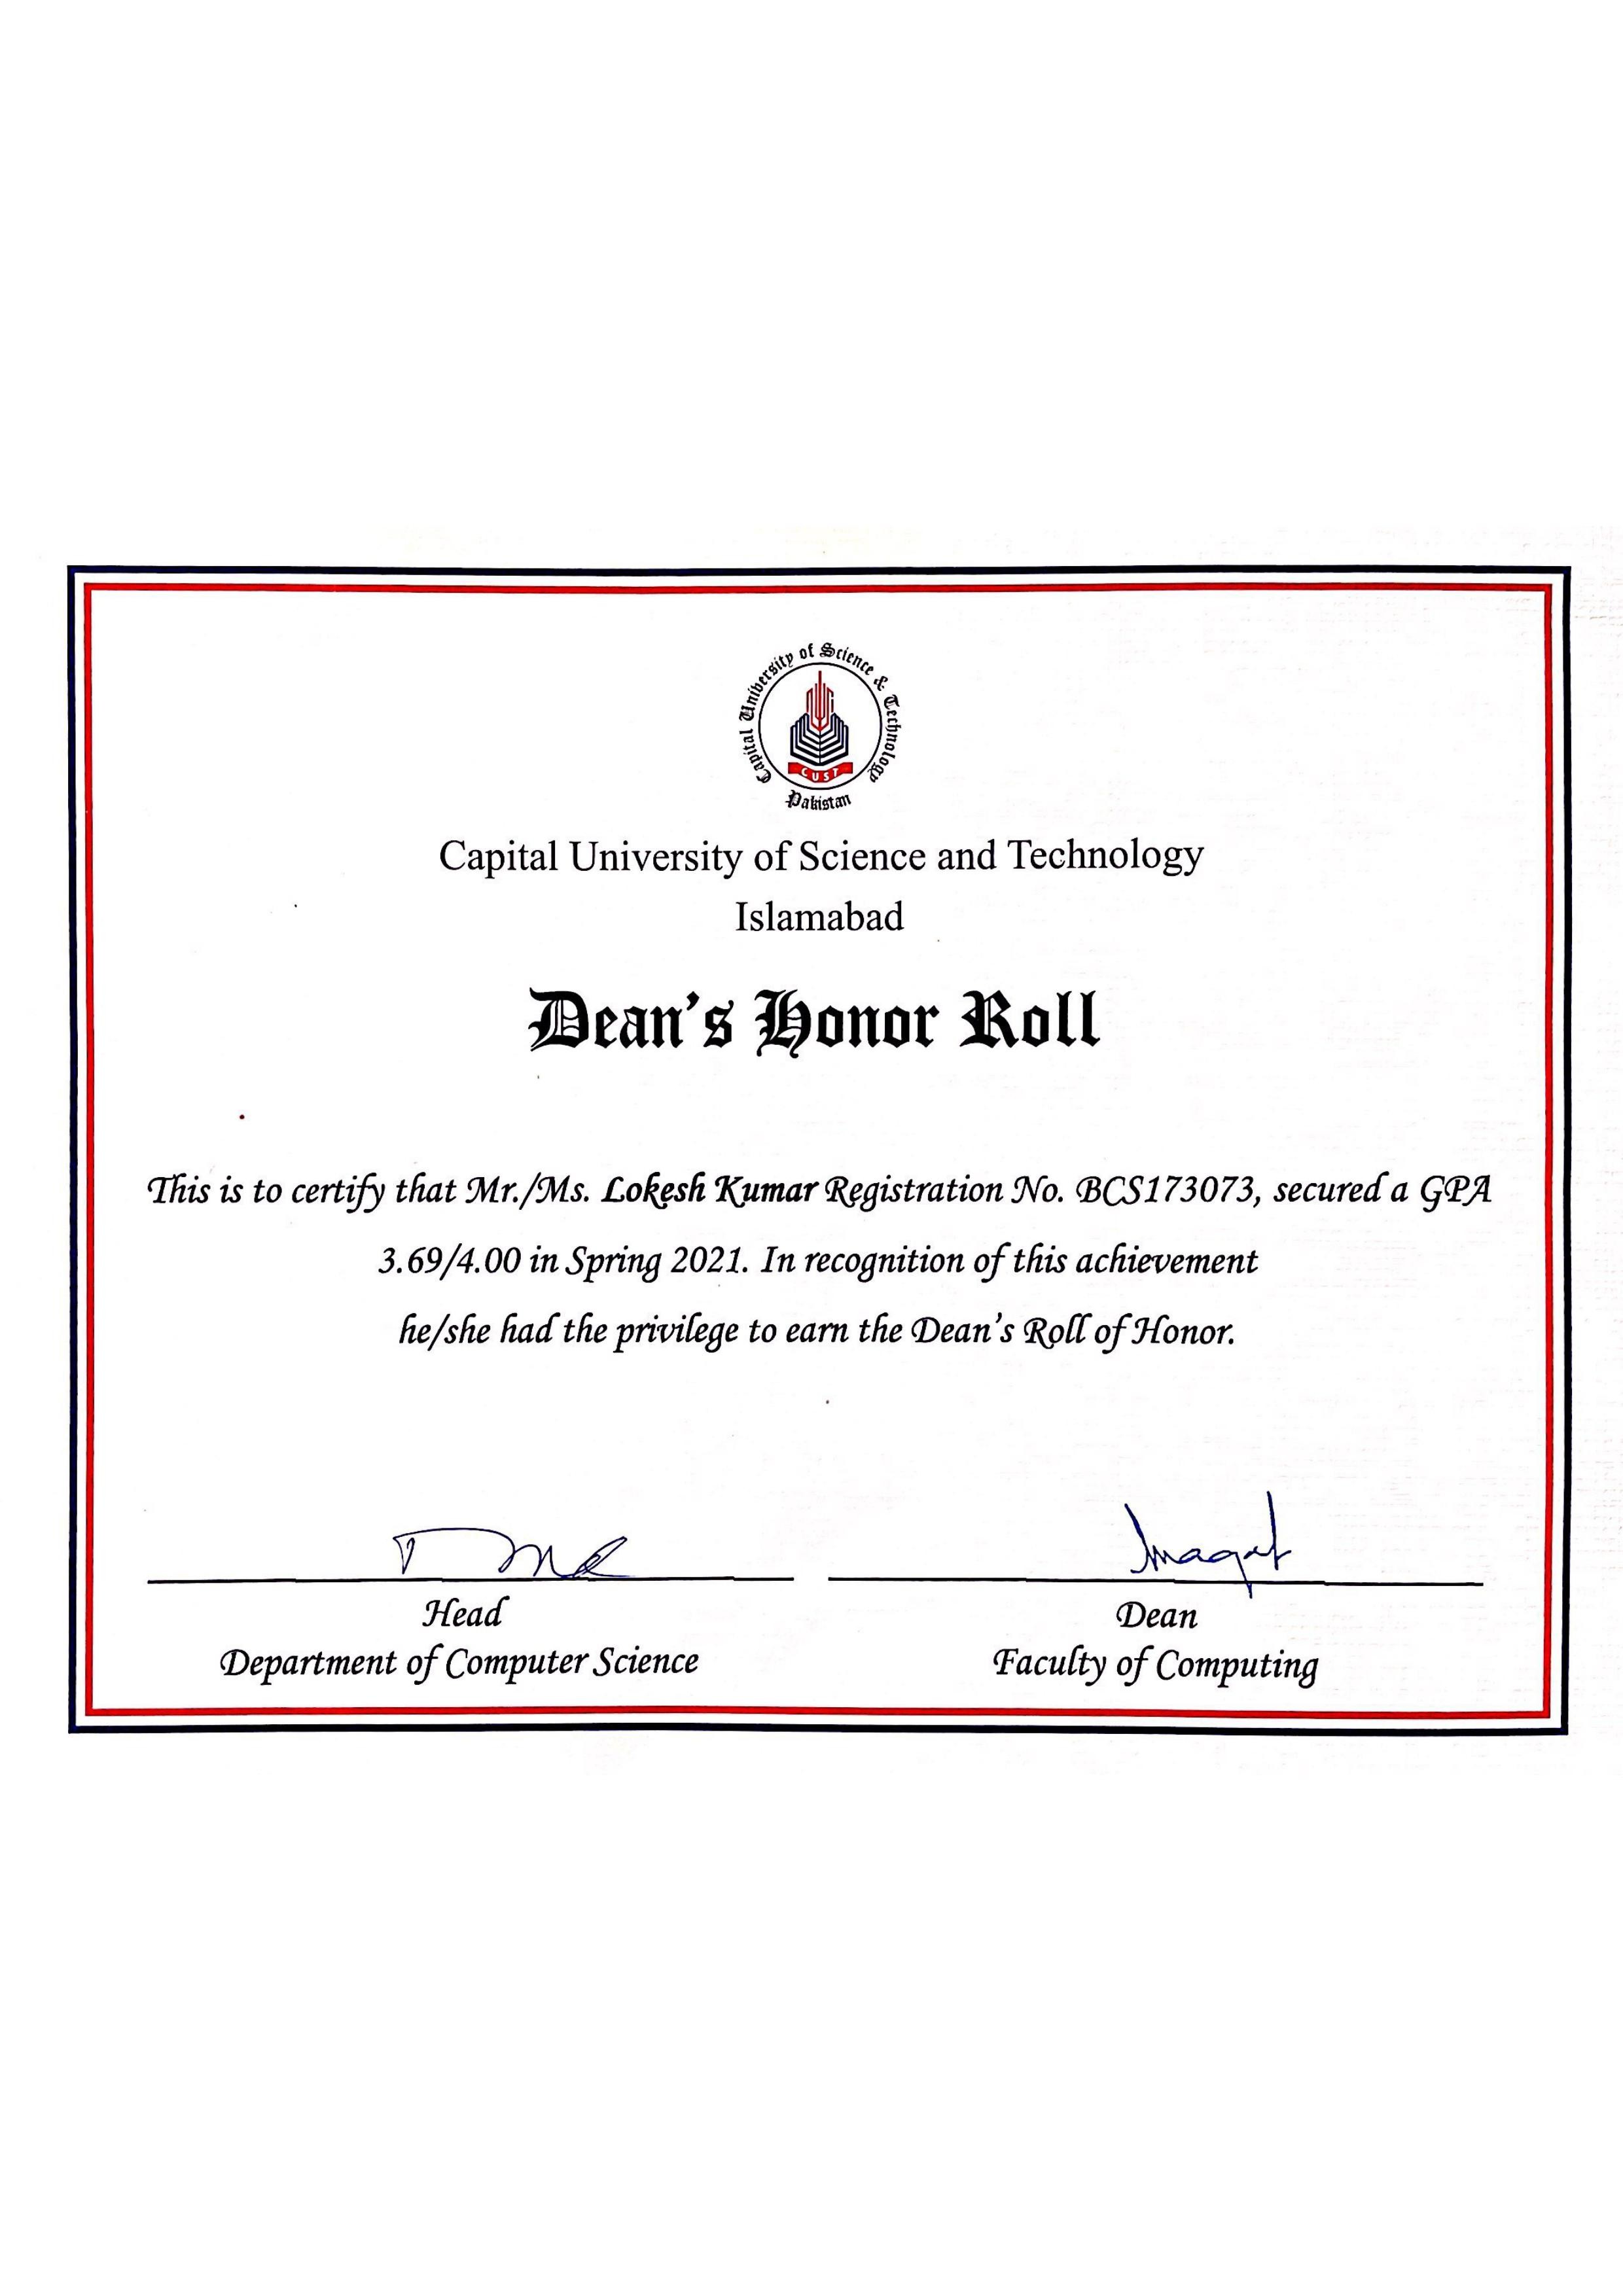 Capital University of Science & Technology
CUST
Pakistan
Capital University of Science and Technology
Islamabad
Dean's Honor Roll
This is to certify that Mr./Ms. Lokesh Kumar Registration No. BCS173073, secured a GPA
3.69/4.00 in Spring 2021. In recognition of this achievement
he/she had the privilege to earn the Dean's Roll of Honor.
Head
Department of Computer Science
Dean
Faculty of Computing